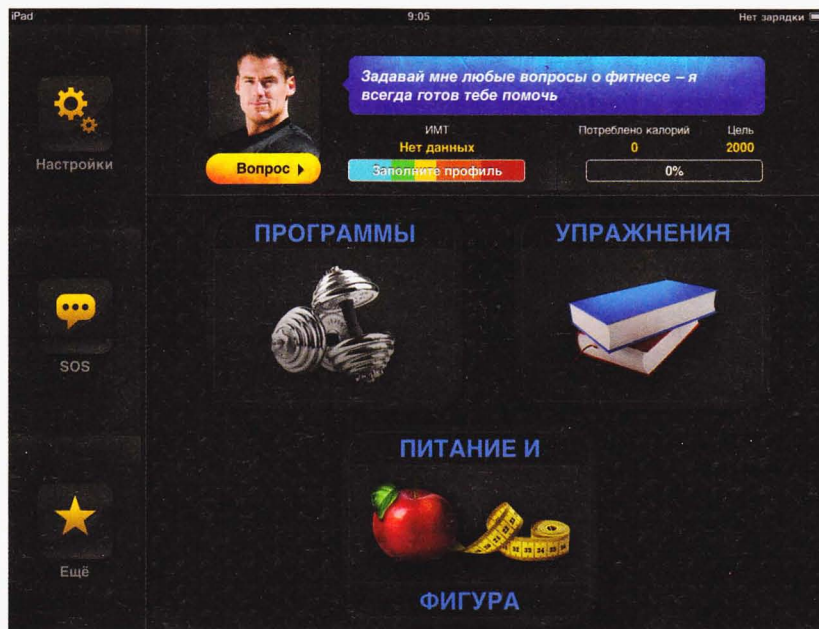 iPad
9:05
Нет зарядки
Настройки
SOS
Ещё
Задавай мне любые вопросы о фитнесе – я
всегда готов тебе помочь
Вопрос
ИМТ
Нет данных
Заполните профиль
Потреблено калорий
Цель
0
2000
0%
ПРОГРАММЫ
УПРАЖНЕНИЯ
ПИТАНИЕ И
ФИГУРА